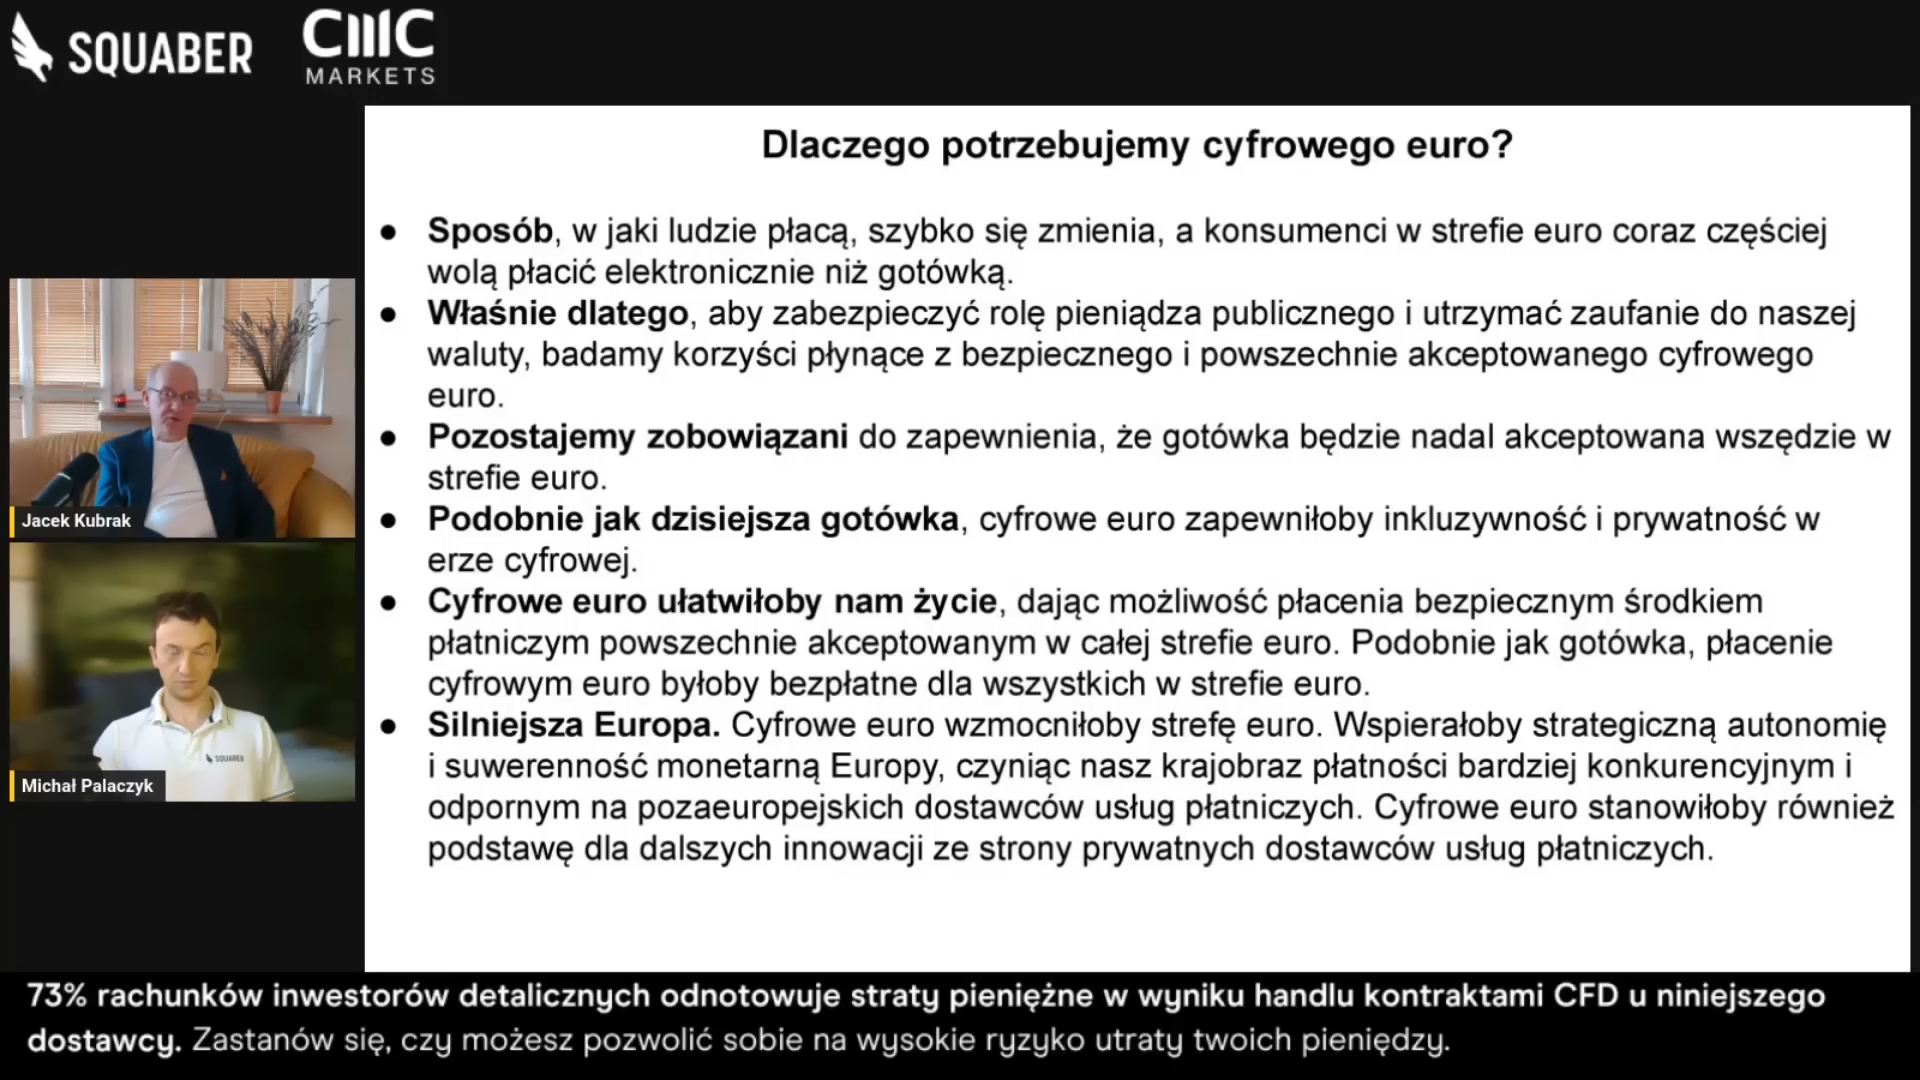 SQUABER
CMC
MARKETS
Dlaczego potrzebujemy cyfrowego euro?
● Sposób, w jaki ludzie płacą, szybko się zmienia, a konsumenci w strefie euro coraz częściej
wolą płacić elektronicznie niż gotówką.
● Właśnie dlatego, aby zabezpieczyć rolę pieniądza publicznego i utrzymać zaufanie do naszej
waluty, badamy korzyści płynące z bezpiecznego i powszechnie akceptowanego cyfrowego
euro.
● Pozostajemy zobowiązani do zapewnienia, że gotówka będzie nadal akceptowana wszędzie w
strefie euro.
● Podobnie jak dzisiejsza gotówka, cyfrowe euro zapewniłoby inkluzywność i prywatność w
erze cyfrowej.
● Cyfrowe euro ułatwiłoby nam życie, dając możliwość płacenia bezpiecznym środkiem
płatniczym powszechnie akceptowanym w całej strefie euro. Podobnie jak gotówka, płacenie
cyfrowym euro byłoby bezpłatne dla wszystkich w strefie euro.
● Silniejsza Europa. Cyfrowe euro wzmocniłoby strefę euro. Wspierałoby strategiczną autonomię
i suwerenność monetarną Europy, czyniąc nasz krajobraz płatności bardziej konkurencyjnym i
odpornym na pozaeuropejskich dostawców usług płatniczych. Cyfrowe euro stanowiłoby również
podstawę dla dalszych innowacji ze strony prywatnych dostawców usług płatniczych.
Jacek Kubrak
SQUABER
Michał Palaczyk
73% rachunków inwestorów detalicznych odnotowuje straty pieniężne w wyniku handlu kontraktami CFD u niniejszego
dostawcy. Zastanów się, czy możesz pozwolić sobie na wysokie ryzyko utraty twoich pieniędzy.